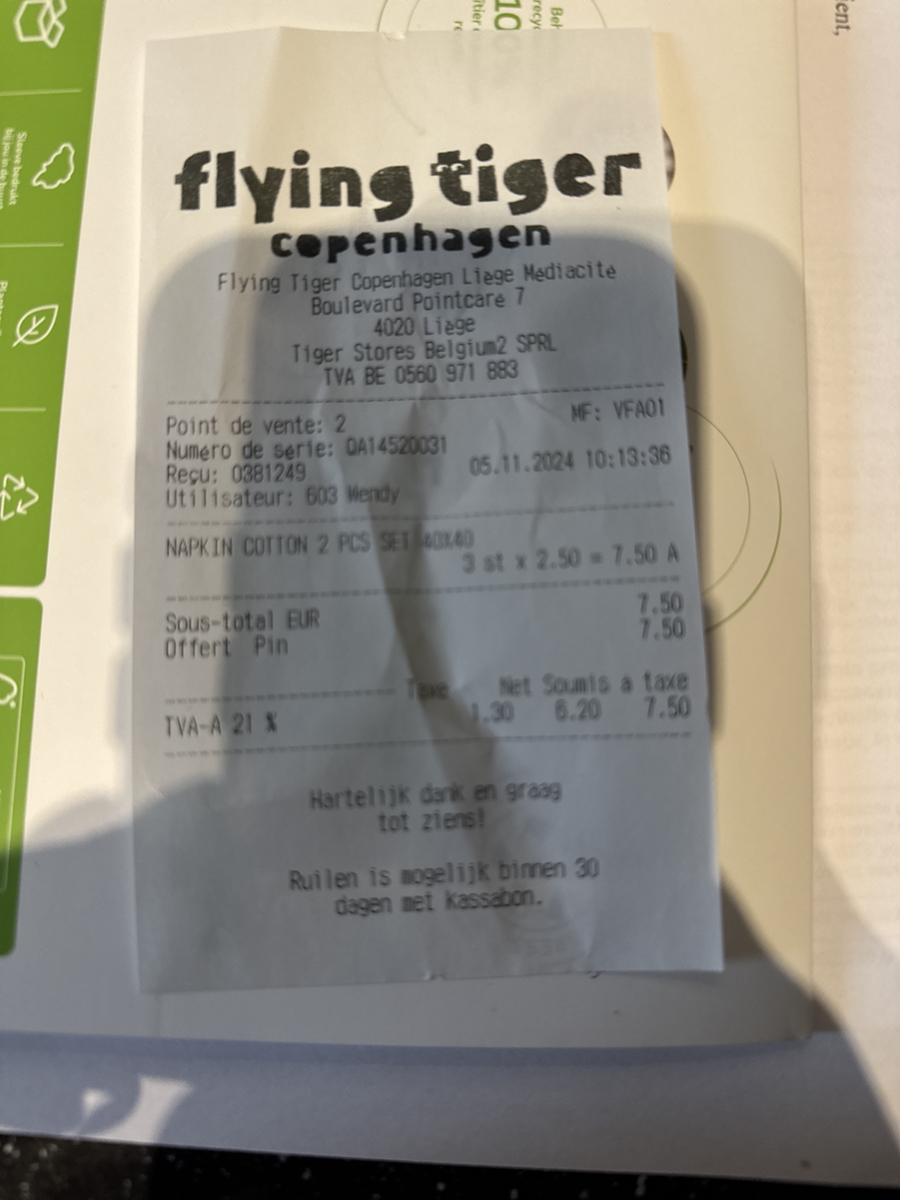 flying tiger
copenhagen
Flying Tiger Copenhagen Liege Mediacite
Boulevard Pointcare 7
4020 Liege
Tiger Stores Belgium2 SPRL
TVA BE 0560 971 883
Point de vente: 2 MF: VFA01
Numero de serie: OA14520031
Reçu: 0381249 05.11.2024 10:13:36
Utilisateur: 603 Wendy
NAPKIN COTTON 2 PCS SET 40X40
3 st x 2.50 = 7.50 A
Sous-total EUR 7.50
Offert Pin 7.50
Taxe Net Soumis a taxe
TVA-A 21 % 1.30 6.20 7.50
Hartelijk dank en graag
tot ziens!
Ruilen is mogelijk binnen 30
dagen met kassabon.
Sleeve bedrukt
ient,